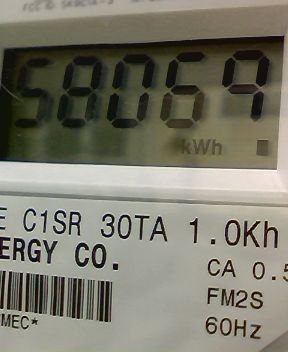 58069
kWh
E C1SR 30TA 1.0Kh
ERGY CO.
CA 0.5
FM2S
60Hz
MEC*